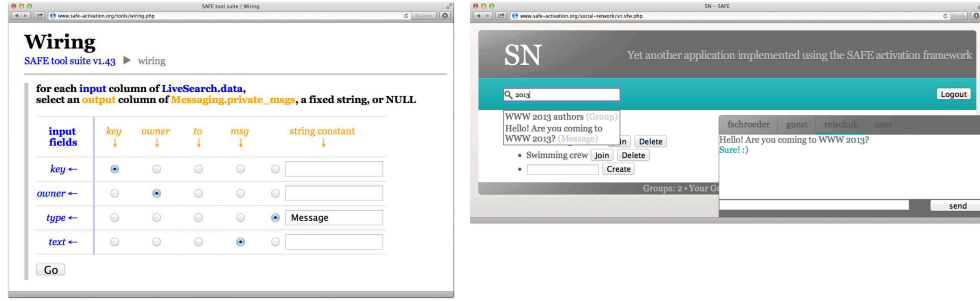 SAFE tool suite | Wiring
www.safe-activation.org/tools/wiring.php
Reader
Wiring
SAFE tool suite v1.43 ▶ wiring
for each input column of LiveSearch.data,
select an output column of Messaging.private_msgs, a fixed string, or NULL
input fields
key owner to msg string constant
↓ ↓ ↓ ↓ ↓
key ←
owner ←
type ← Message
text ←
Go
SN - SAFE
www.safe-activation.org/social-network/sn.sfw.php
SN
Yet another application implemented using the SAFE activation framework
2013
Logout
WWW 2013 authors (Group)
Hello! Are you coming to
WWW 2013? (Message)
in Delete
• Swimming crew Join Delete
• Create
Groups: 2 • Your Gr
fschroeder guest relschak user
Hello! Are you coming to WWW 2013?
Sure! :)
send